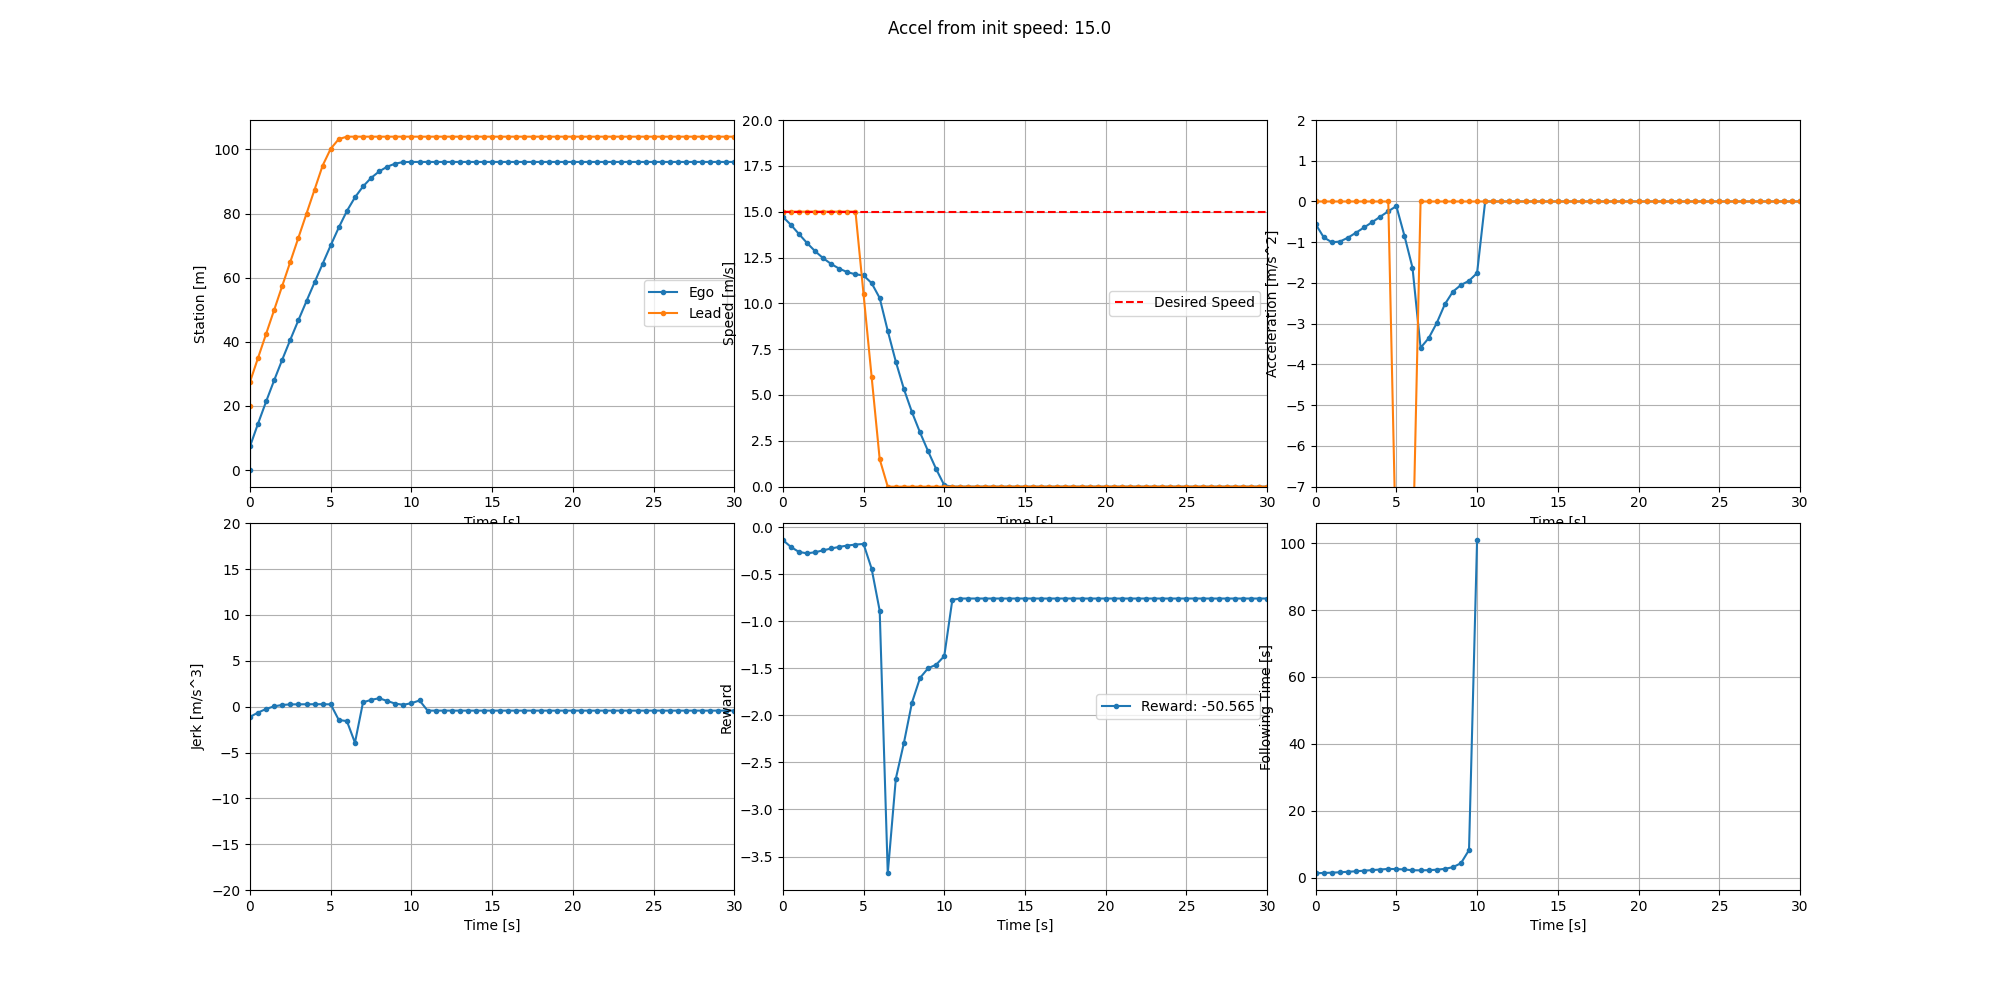 Accel from init speed: 15.0
Station [m]
100
80
60
40
20
0
0 5 10 15 20 25 30
Time [s]
Ego
Lead
Speed [m/s]
20.0
17.5
15.0
12.5
10.0
7.5
5.0
2.5
0.0
0 5 10 15 20 25 30
Time [s]
Desired Speed
Acceleration [m/s^2]
2
1
0
−1
−2
−3
−4
−5
−6
−7
0 5 10 15 20 25 30
Time [s]
Jerk [m/s^3]
20
15
10
5
0
−5
−10
−15
−20
0 5 10 15 20 25 30
Time [s]
Reward
0.0
−0.5
−1.0
−1.5
−2.0
−2.5
−3.0
−3.5
0 5 10 15 20 25 30
Time [s]
Reward: -50.565
Following Time [s]
100
80
60
40
20
0
0 5 10 15 20 25 30
Time [s]